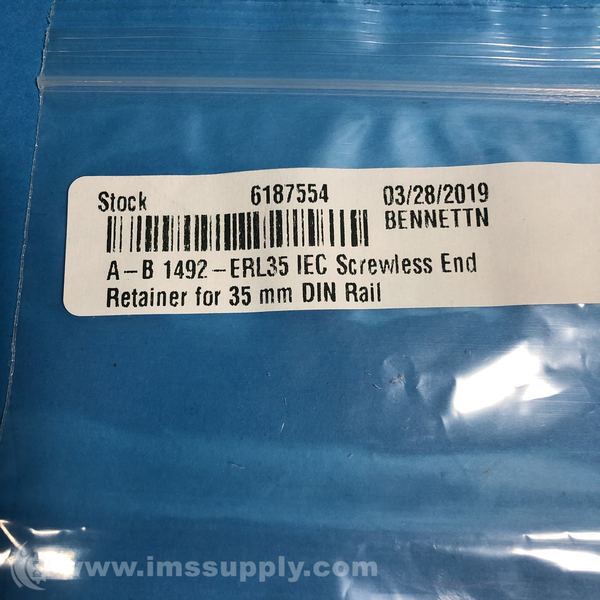 Stock 6187554 03/28/2019
BENNETTN
A-B 1492-ERL35 IEC Screwless End
Retainer for 35 mm DIN Rail
www.imssupply.com